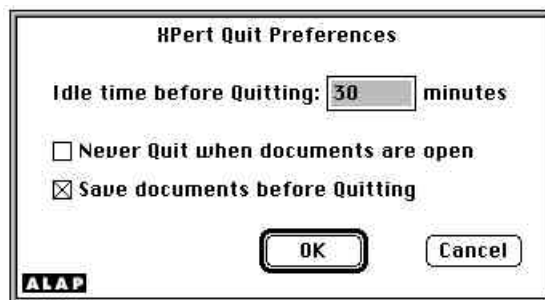 XPert Quit Preferences
Idle time before Quitting: 30 minutes
Never Quit when documents are open
Save documents before Quitting
OK Cancel
ALAP